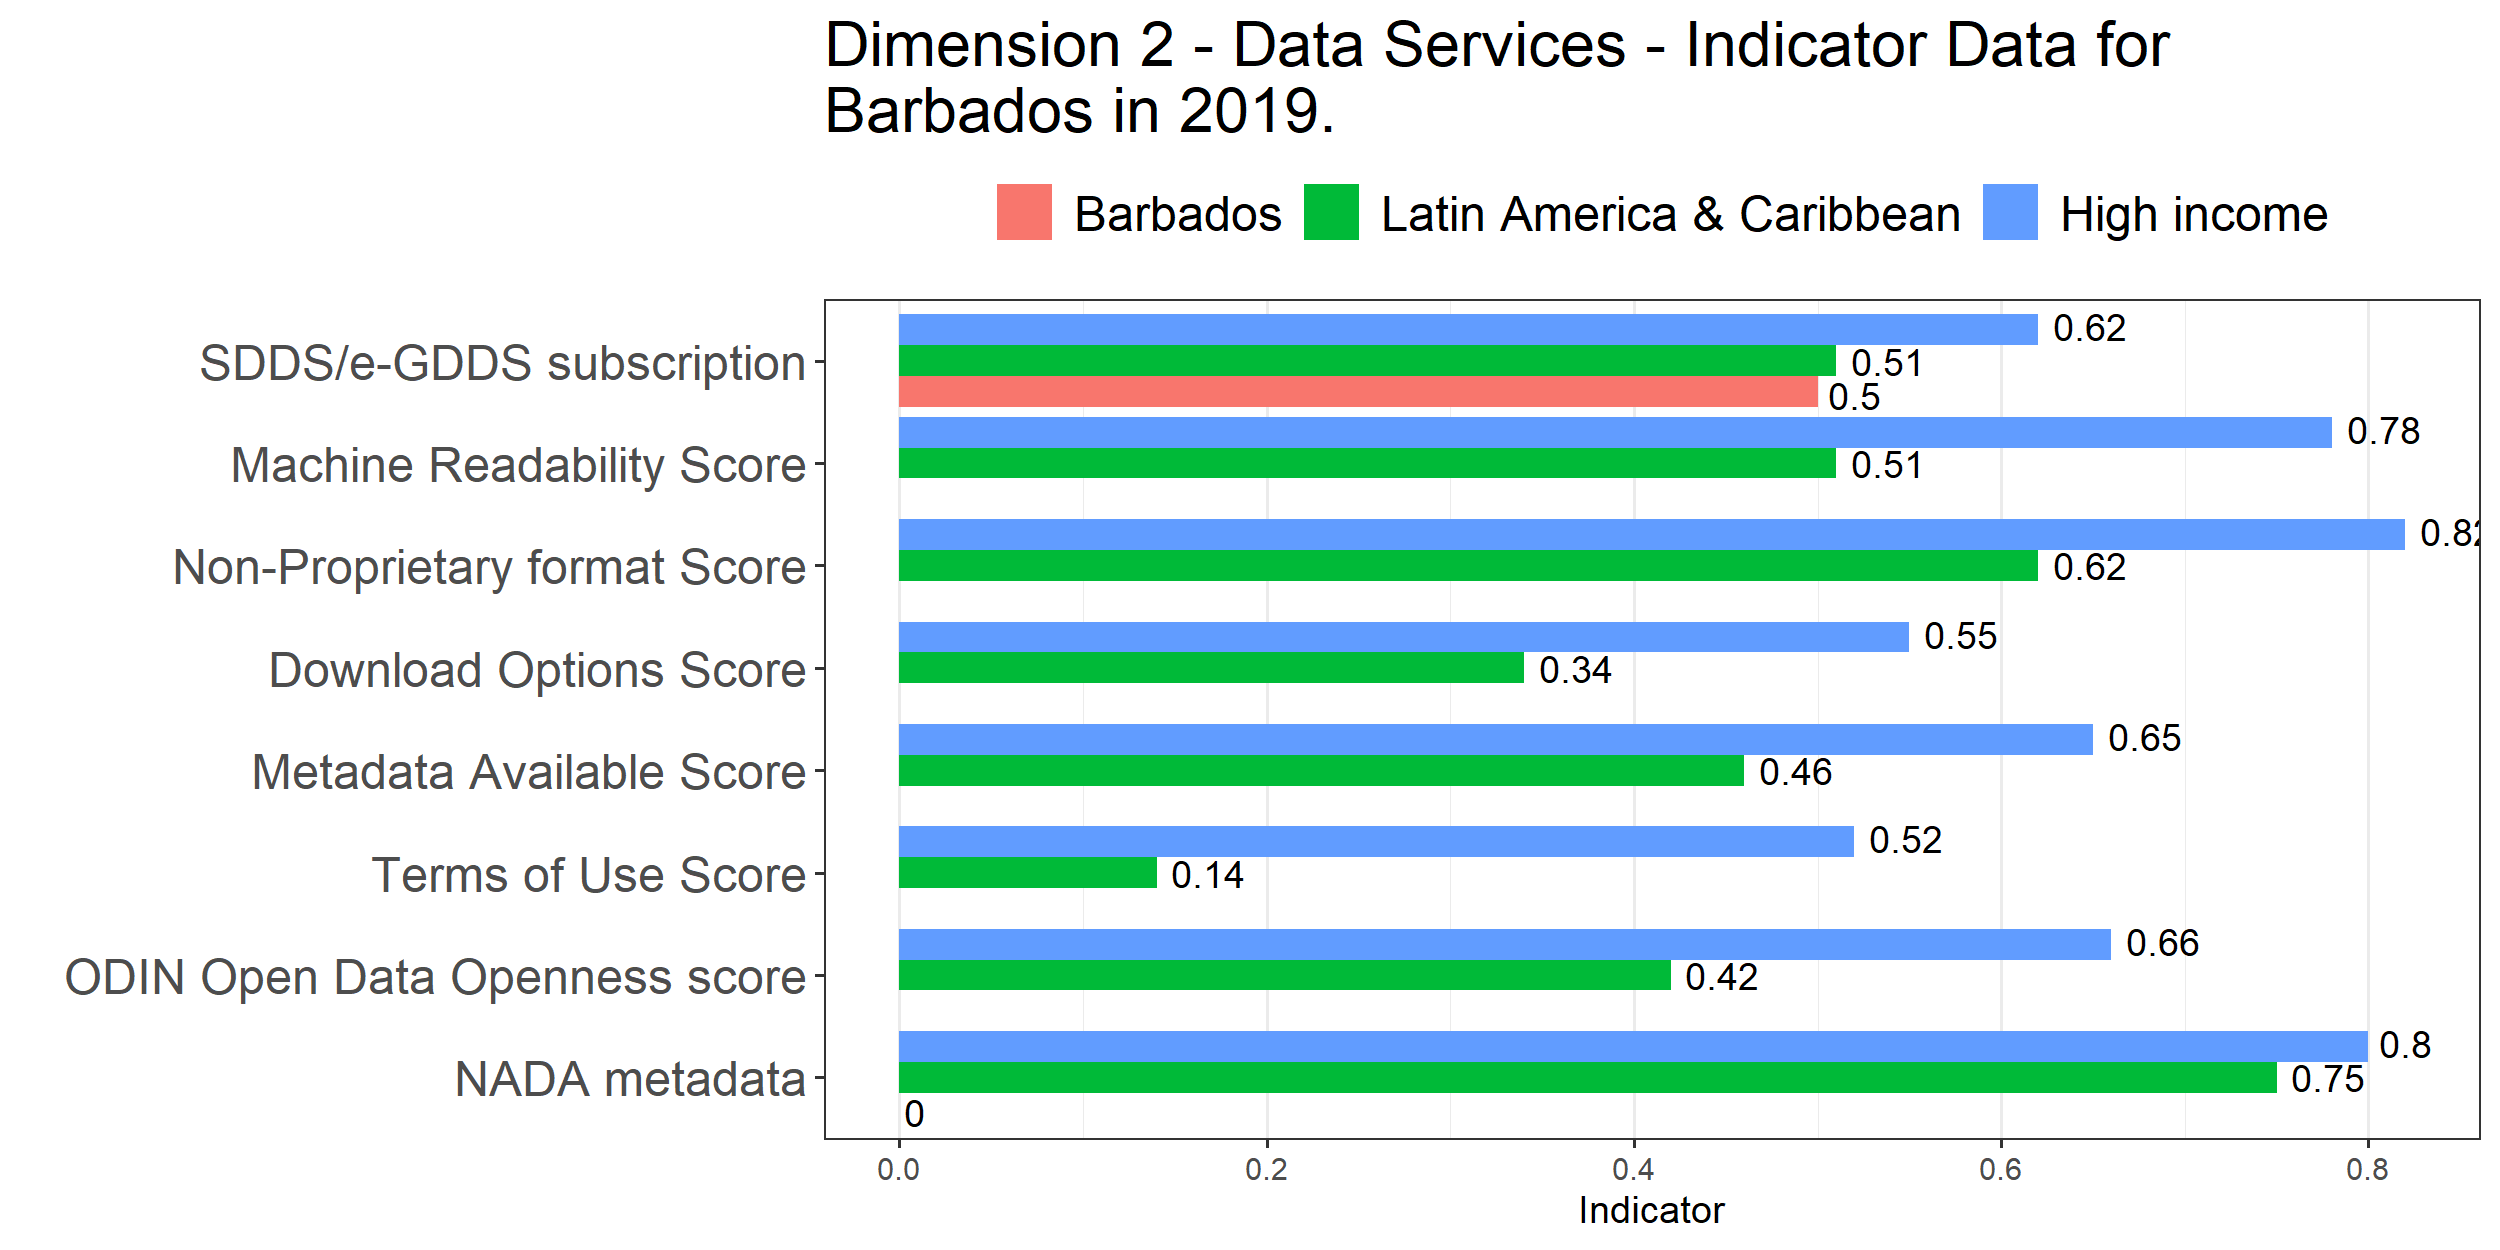 Dimension 2 - Data Services - Indicator Data for
Barbados in 2019.
Barbados
Latin America & Caribbean
High income
SDDS/e-GDDS subscription
0.62
0.51
0.5
Machine Readability Score
0.78
0.51
Non-Proprietary format Score
0.82
0.62
Download Options Score
0.55
0.34
Metadata Available Score
0.65
0.46
Terms of Use Score
0.52
0.14
ODIN Open Data Openness score
0.66
0.42
NADA metadata
0.8
0.75
0
0.0
0.2
0.4
0.6
0.8
Indicator